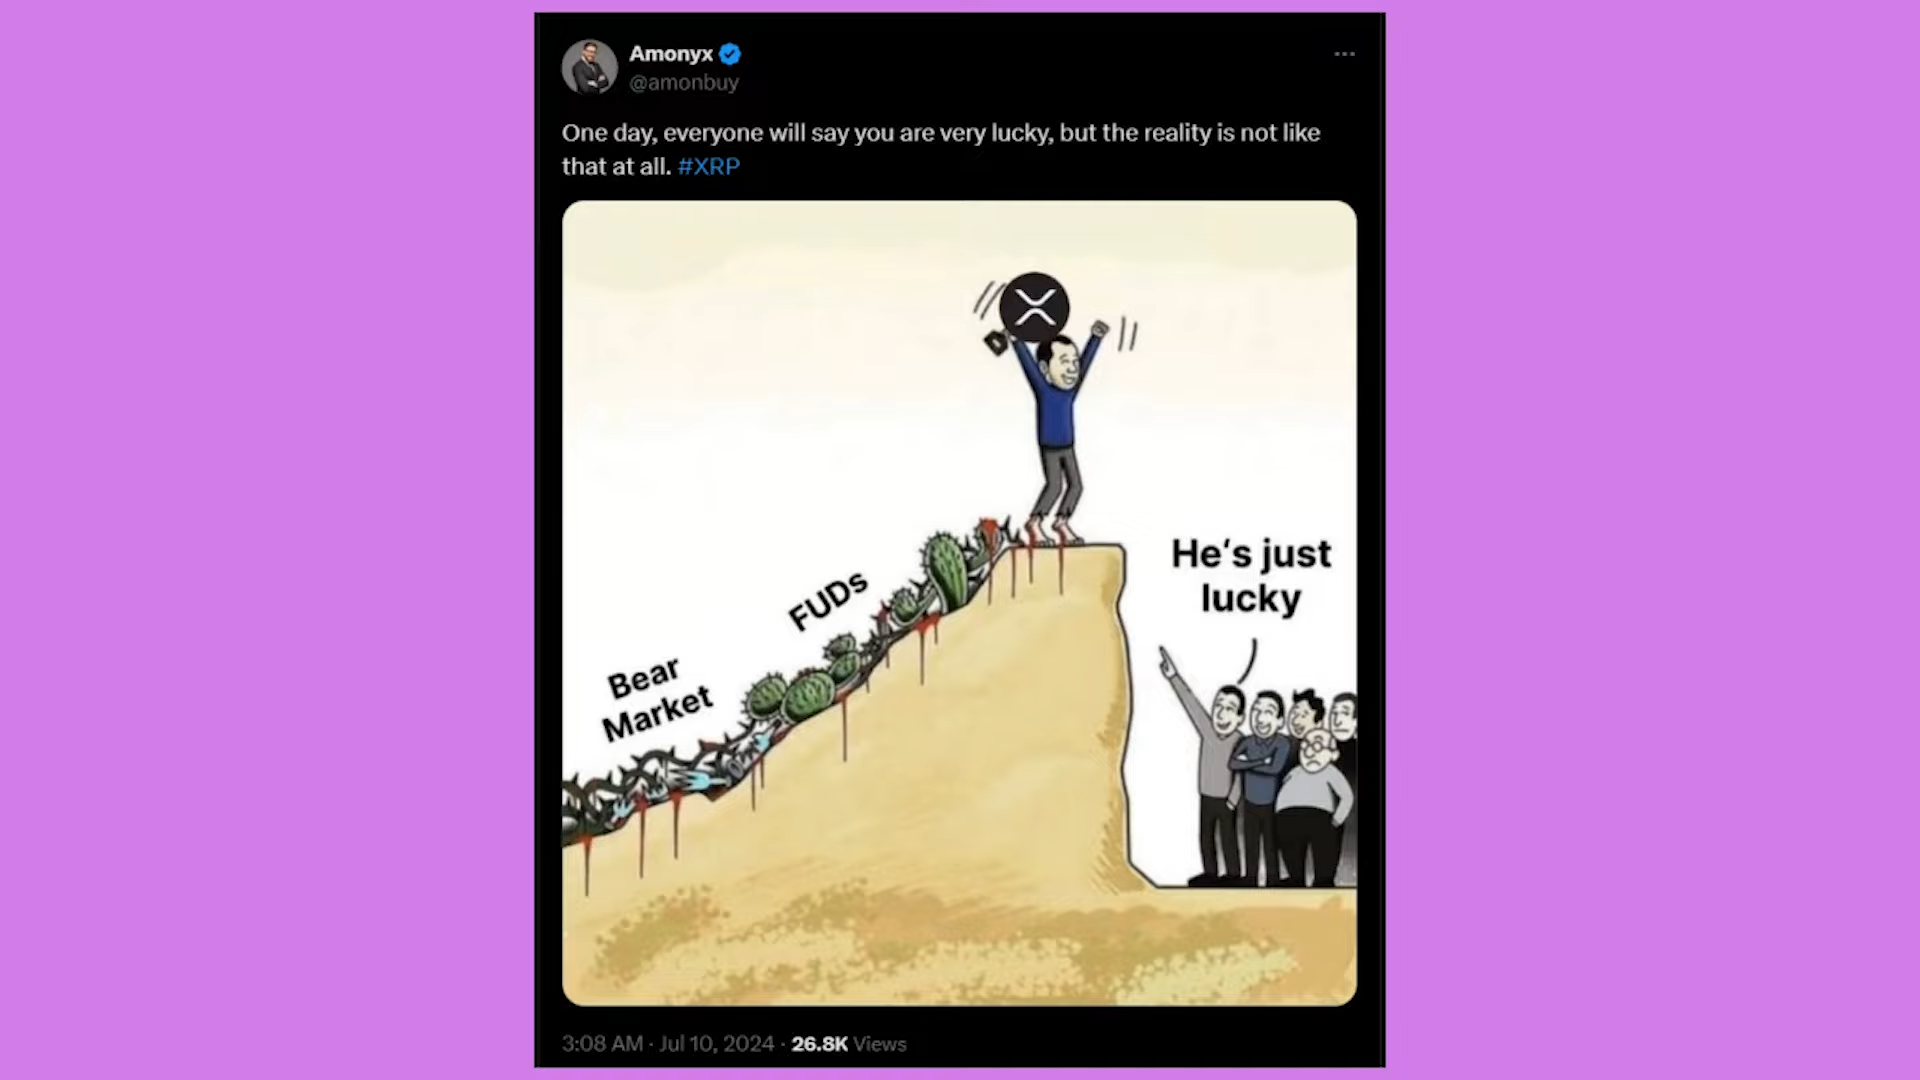 Amonyx
@amonbuy
One day, everyone will say you are very lucky, but the reality is not like
that at all. #XRP
He's just
lucky
FUDs
Bear
Market
3:08 AM · Jul 10, 2024 · 26.8K Views